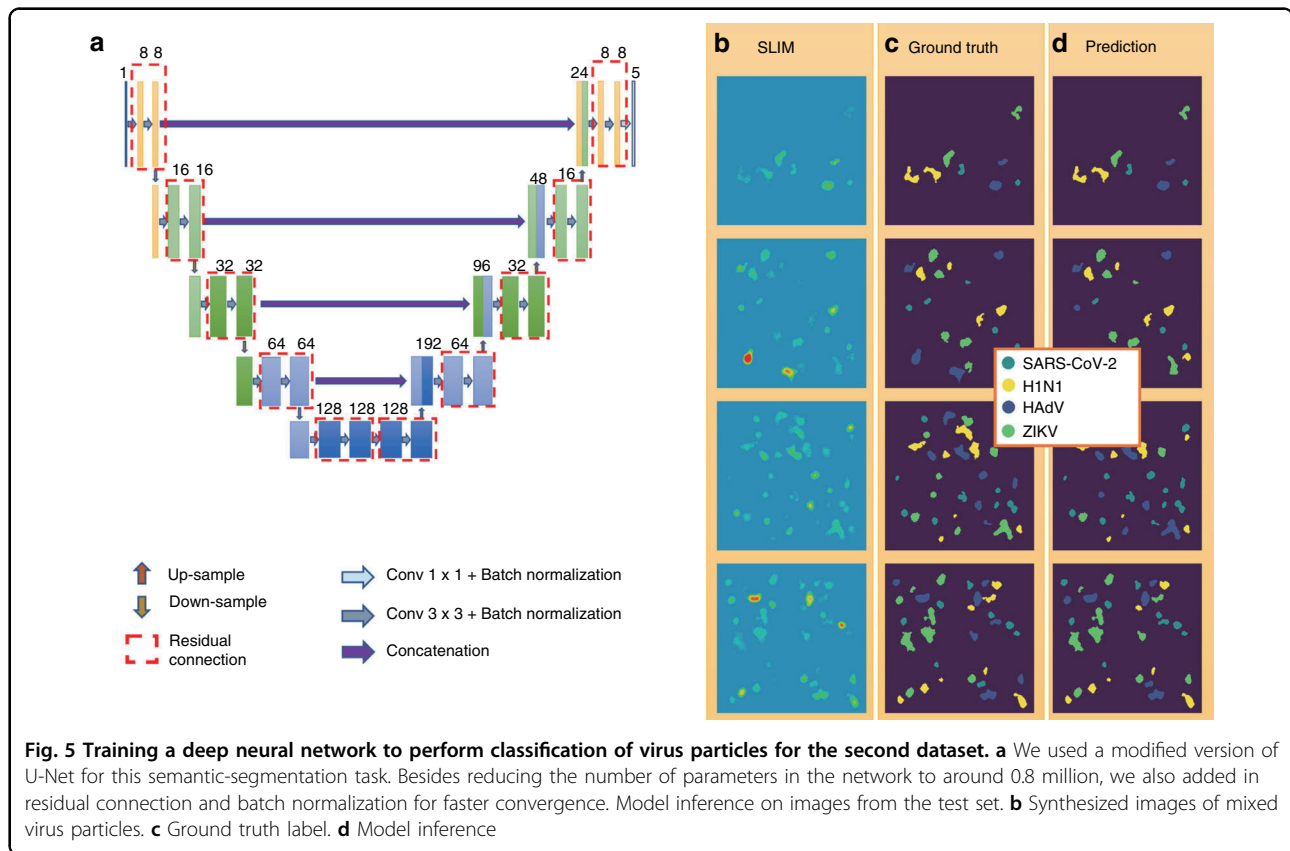 a
1
8 8
24
8 8
5
16 16
48
16
32 32
96
32
64 64
192
64
128 128 128
Up-sample
Down-sample
Residual
connection
Conv 1 x 1 + Batch normalization
Conv 3 x 3 + Batch normalization
Concatenation
b SLIM
c Ground truth
d Prediction
SARS-CoV-2
H1N1
HAdV
ZIKV
Fig. 5 Training a deep neural network to perform classification of virus particles for the second dataset. a We used a modified version of
U-Net for this semantic-segmentation task. Besides reducing the number of parameters in the network to around 0.8 million, we also added in
residual connection and batch normalization for faster convergence. Model inference on images from the test set. b Synthesized images of mixed
virus particles. c Ground truth label. d Model inference